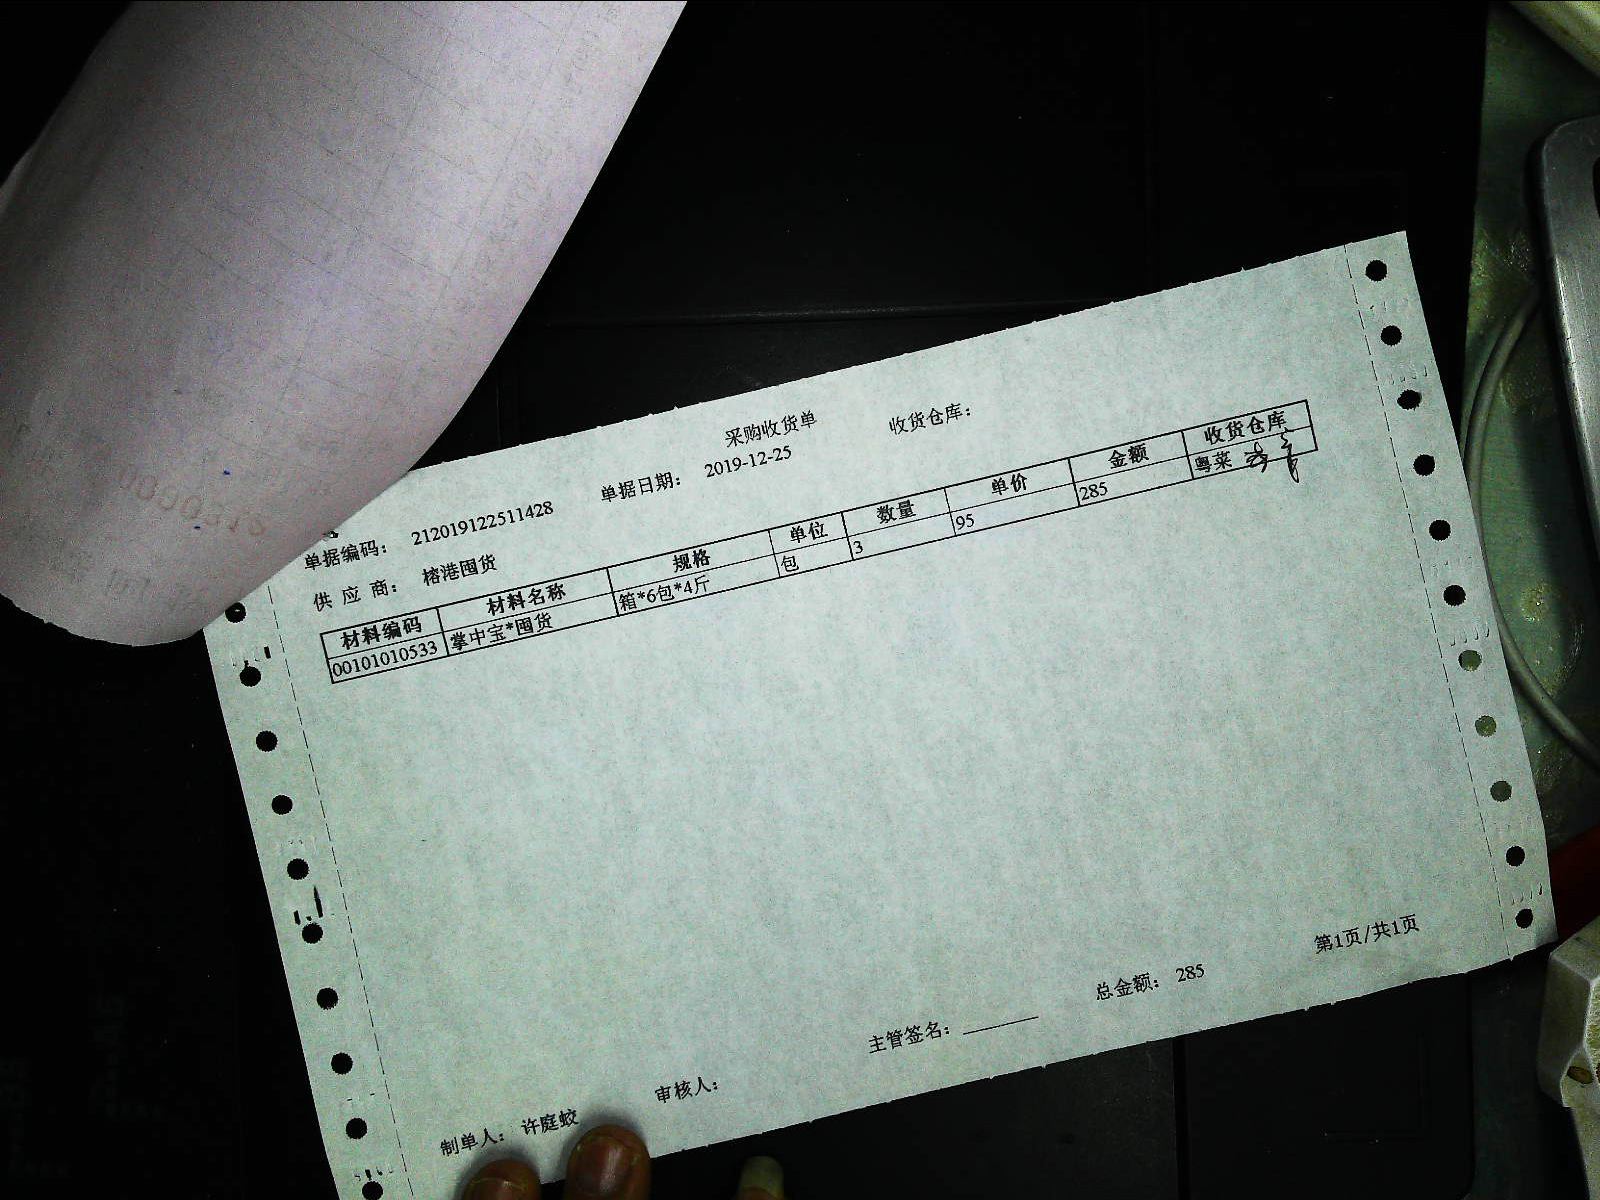 采购收货单
收货仓库：
单据编码： 212019122511428 单据日期： 2019-12-25
供 应 商： 榕港囤货
材料编码 材料名称 规格 单位 数量 单价 金额 收货仓库
00101010533 掌中宝*囤货 箱*6包*4斤 包 3 95 285 粤菜
第1页/共1页
总金额： 285
主管签名：
审核人：
制单人： 许庭蛟